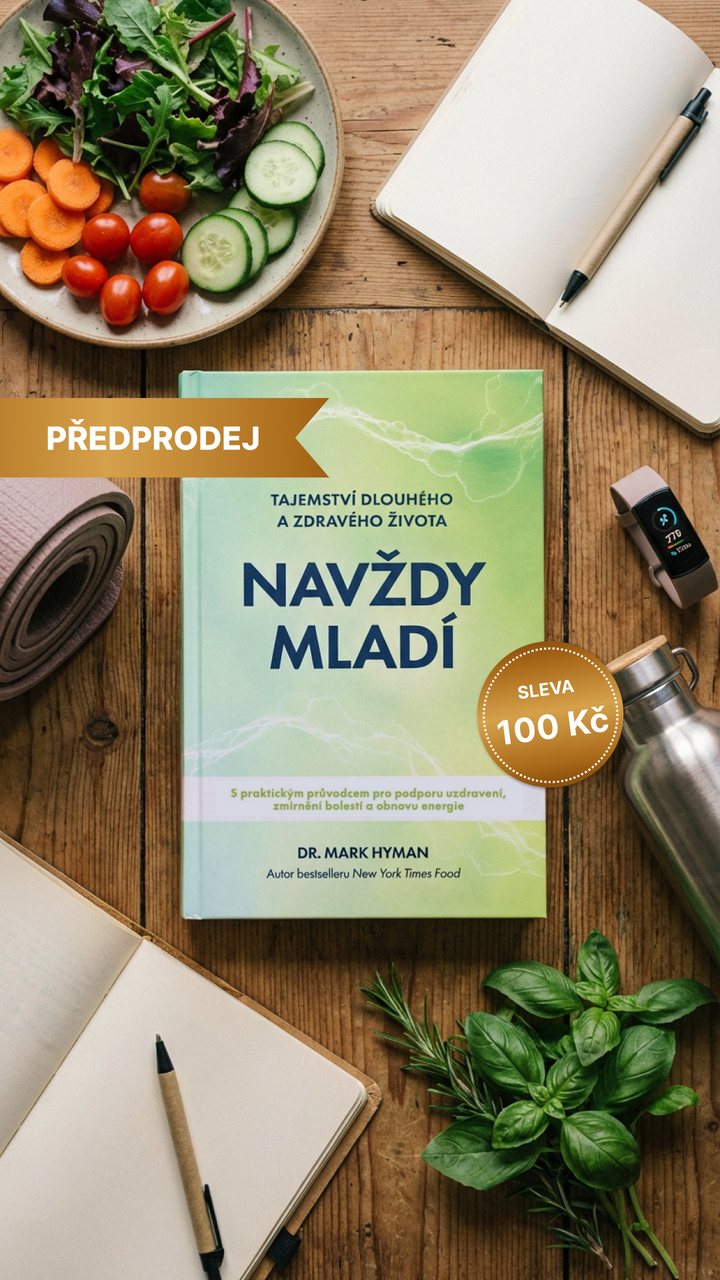 PŘEDPRODEJ
TAJEMSTVÍ DLOUHÉHO
A ZDRAVÉHO ŽIVOTA
NAVŽDY
MLADÍ
SLEVA
100 Kč
S praktickým průvodcem pro podporu uzdravení,
zmírnění bolestí a obnovu energie
DR. MARK HYMAN
Autor bestselleru New York Times Food